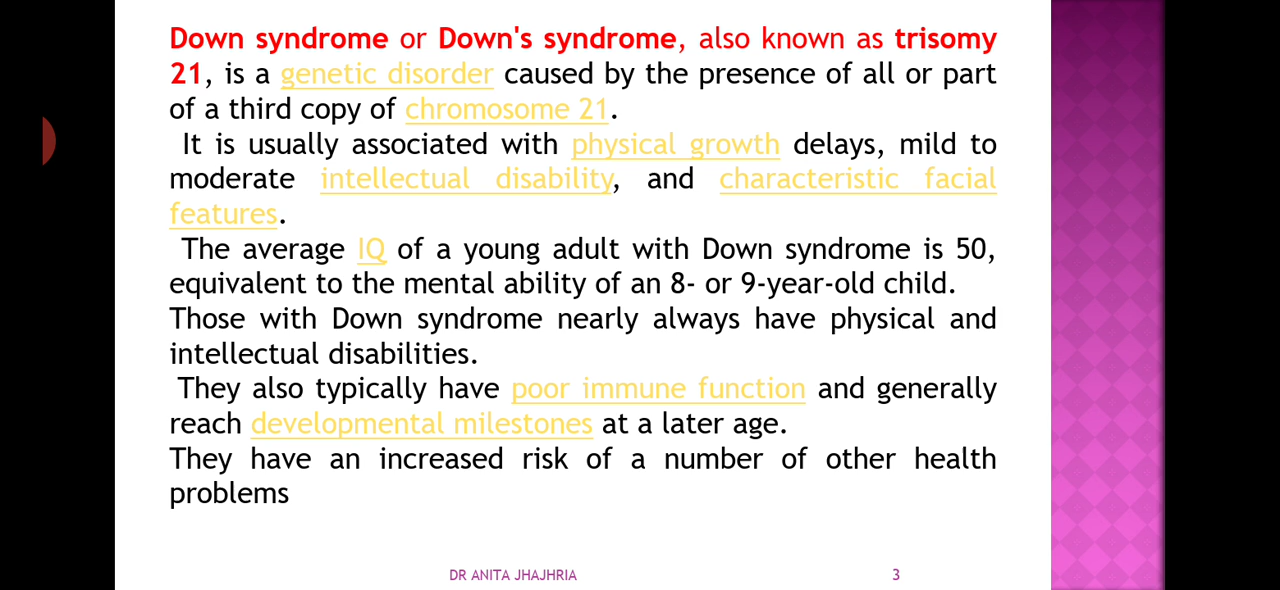 Down syndrome or Down's syndrome, also known as trisomy
21, is a genetic disorder caused by the presence of all or part
of a third copy of chromosome 21.
It is usually associated with physical growth delays, mild to
moderate intellectual disability, and characteristic facial
features.
The average IQ of a young adult with Down syndrome is 50,
equivalent to the mental ability of an 8- or 9-year-old child.
Those with Down syndrome nearly always have physical and
intellectual disabilities.
They also typically have poor immune function and generally
reach developmental milestones at a later age.
They have an increased risk of a number of other health
problems
DR ANITA JHAJHRIA 3